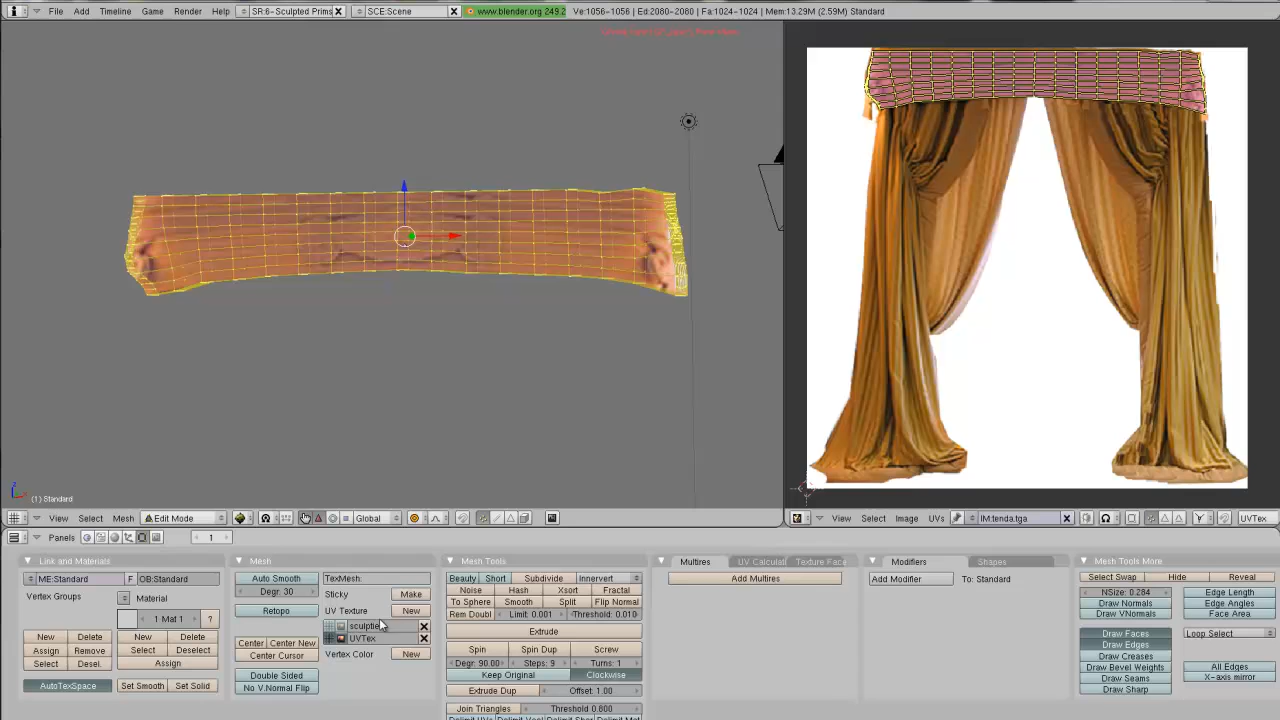 File Add Timeline Game Render Help SR:6-Sculpted Prims SCE:Scene www.blender.org 249.2 Ve:1056-1056 | Ed:2080-2080 | Fa:1024-1024 | Mem:13.29M (2.59M) Standard
(1) Standard
View Select Mesh Edit Mode Global
View Select Image UVs IM:tenda.tga UVTex
Panels 1
Link and Materials
ME:Standard F OB:Standard
Vertex Groups
Material
1 Mat 1 ?
New Delete New Delete
Assign Remove Select Deselect
Select Desel. Assign
AutoTexSpace Set Smooth Set Solid
Mesh
Auto Smooth TexMesh:
Degr: 30 Sticky Make
Retopo UV Texture New
sculptie
UVTex
Center Center New Vertex Color New
Center Cursor
Double Sided
No V.Normal Flip
Mesh Tools
Beauty Short Subdivide Innervert
Noise Hash Xsort Fractal
To Sphere Smooth Split Flip Normal
Rem Doubl Limit: 0.001 Threshold: 0.010
Extrude
Spin Spin Dup Screw
Degr: 90.00 Steps: 9 Turns: 1
Keep Original Clockwise
Extrude Dup Offset: 1.00
Join Triangles Threshold 0.800
Multires UV Calculati Texture Face
Add Multires
Modifiers Shapes
Add Modifier To: Standard
Mesh Tools More
Select Swap Hide Reveal
NSize: 0.284 Edge Length
Draw Normals Edge Angles
Draw VNormals Face Area
Draw Faces Loop Select
Draw Edges
Draw Creases
Draw Bevel Weights All Edges
Draw Seams X-axis mirror
Draw Sharp